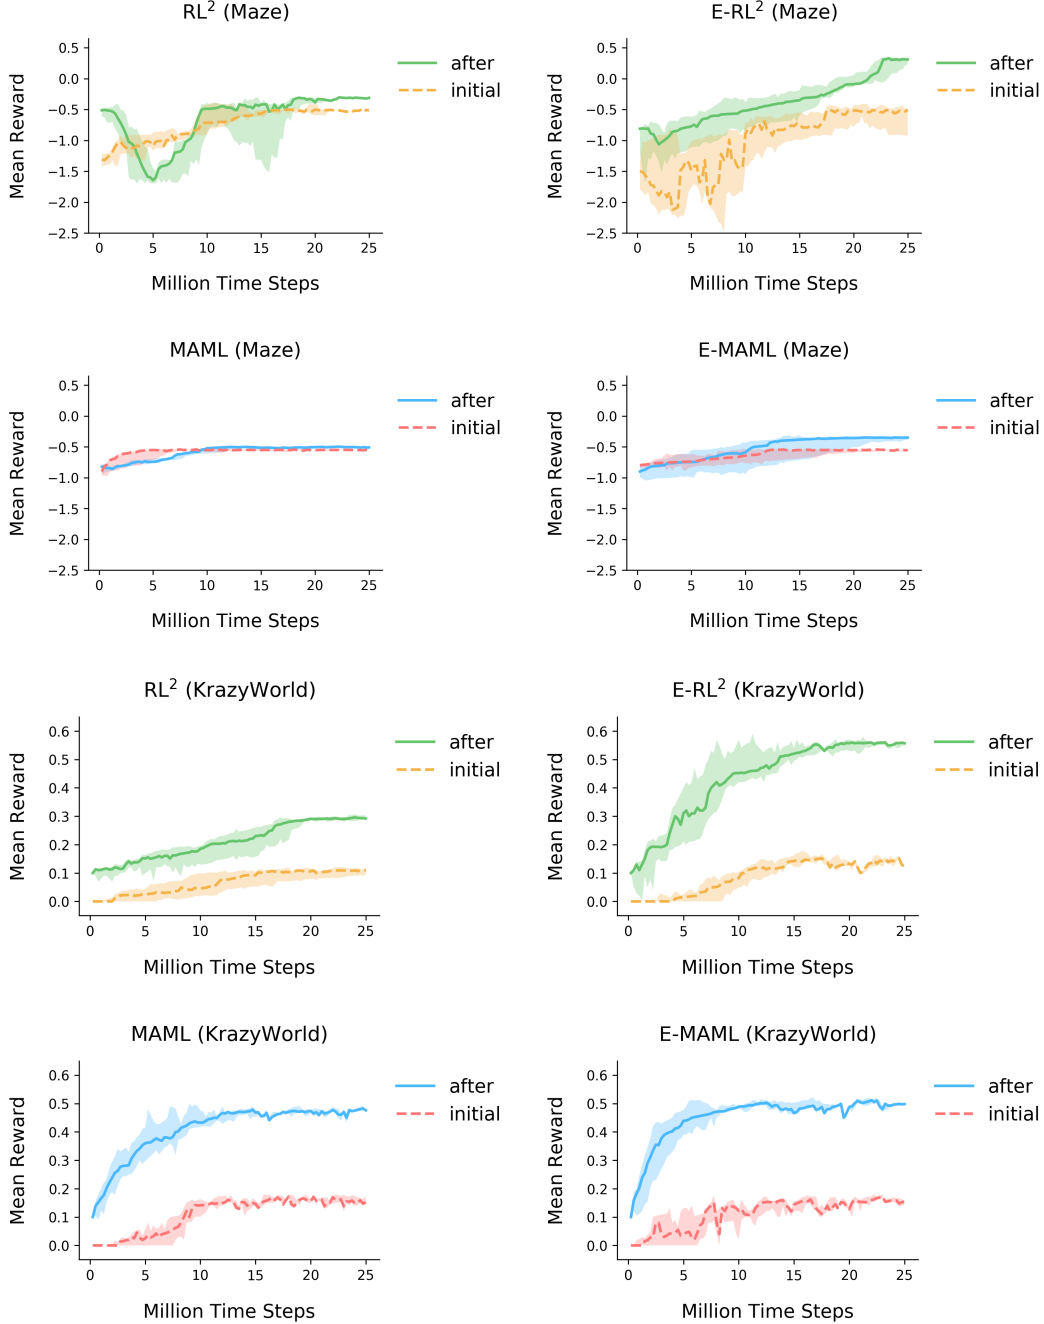 RL² (Maze)
Mean Reward
0.5
0.0
−0.5
−1.0
−1.5
−2.0
−2.5
0 5 10 15 20 25
Million Time Steps
after
initial
E-RL² (Maze)
Mean Reward
0.5
0.0
−0.5
−1.0
−1.5
−2.0
−2.5
0 5 10 15 20 25
Million Time Steps
after
initial
MAML (Maze)
Mean Reward
0.5
0.0
−0.5
−1.0
−1.5
−2.0
−2.5
0 5 10 15 20 25
Million Time Steps
after
initial
E-MAML (Maze)
Mean Reward
0.5
0.0
−0.5
−1.0
−1.5
−2.0
−2.5
0 5 10 15 20 25
Million Time Steps
after
initial
RL² (KrazyWorld)
Mean Reward
0.6
0.5
0.4
0.3
0.2
0.1
0.0
0 5 10 15 20 25
Million Time Steps
after
initial
E-RL² (KrazyWorld)
Mean Reward
0.6
0.5
0.4
0.3
0.2
0.1
0.0
0 5 10 15 20 25
Million Time Steps
after
initial
MAML (KrazyWorld)
Mean Reward
0.6
0.5
0.4
0.3
0.2
0.1
0.0
0 5 10 15 20 25
Million Time Steps
after
initial
E-MAML (KrazyWorld)
Mean Reward
0.6
0.5
0.4
0.3
0.2
0.1
0.0
0 5 10 15 20 25
Million Time Steps
after
initial